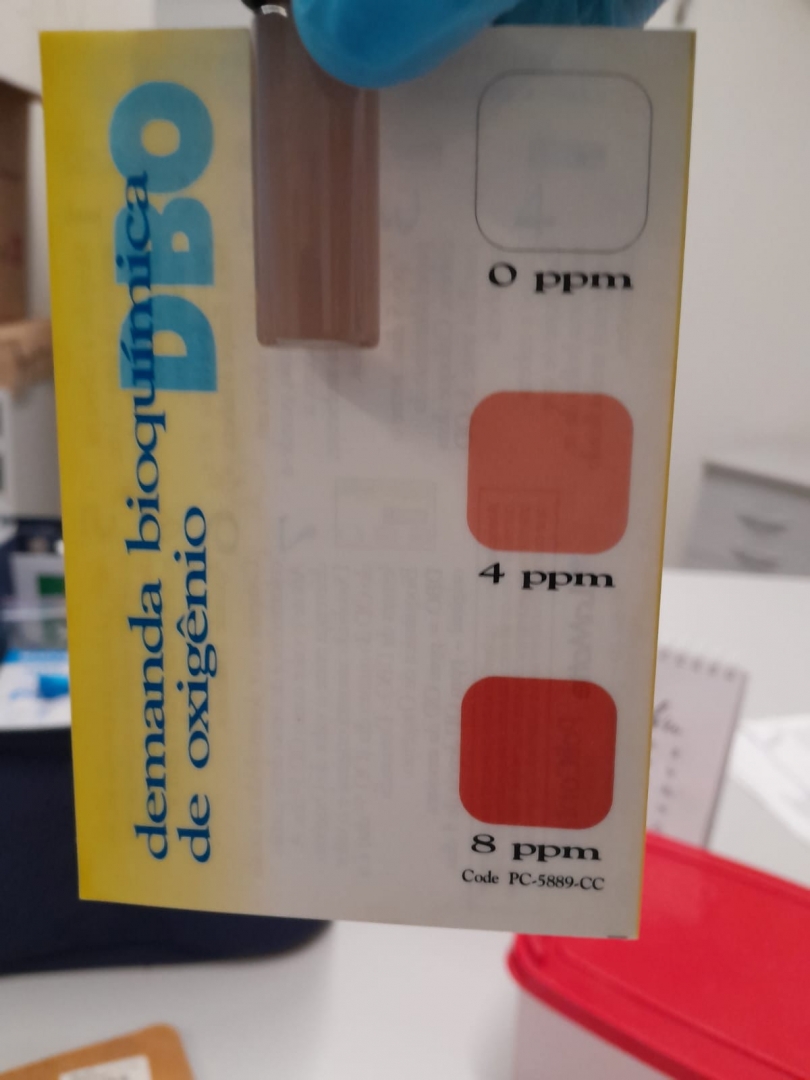 DBO
demanda bioquímica
de oxigênio
0 ppm
4 ppm
8 ppm
Code PC-5889-CC